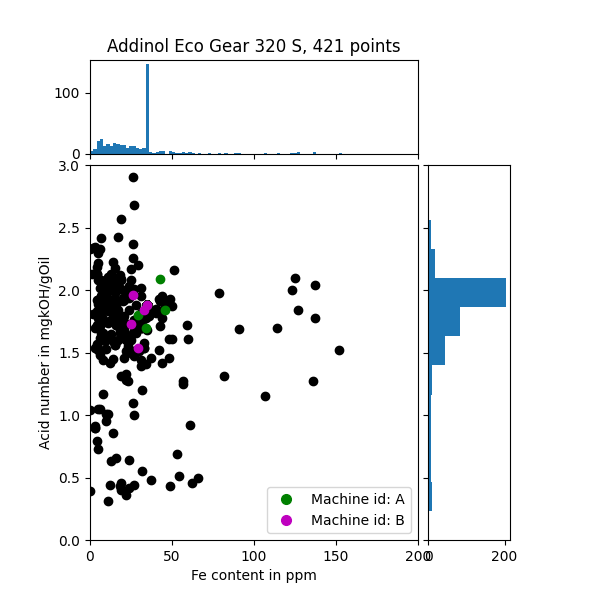 Addinol Eco Gear 320 S, 421 points
100
0
3.0
2.5
2.0
1.5
1.0
0.5
0.0
Acid number in mgkOH/gOil
Machine id: A
Machine id: B
0 50 100 150 200
0 200
Fe content in ppm